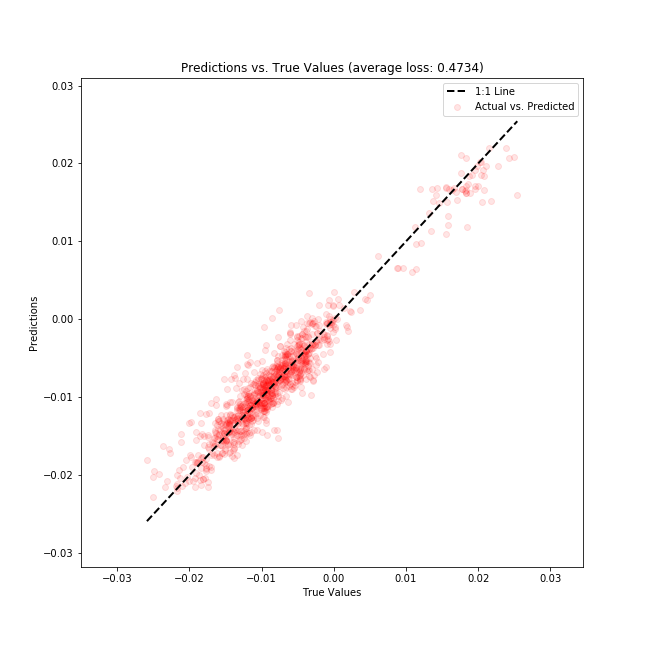 Predictions vs. True Values (average loss: 0.4734)
1:1 Line
Actual vs. Predicted
0.03
0.02
0.01
0.00
−0.01
−0.02
−0.03
Predictions
−0.03 −0.02 −0.01 0.00 0.01 0.02 0.03
True Values